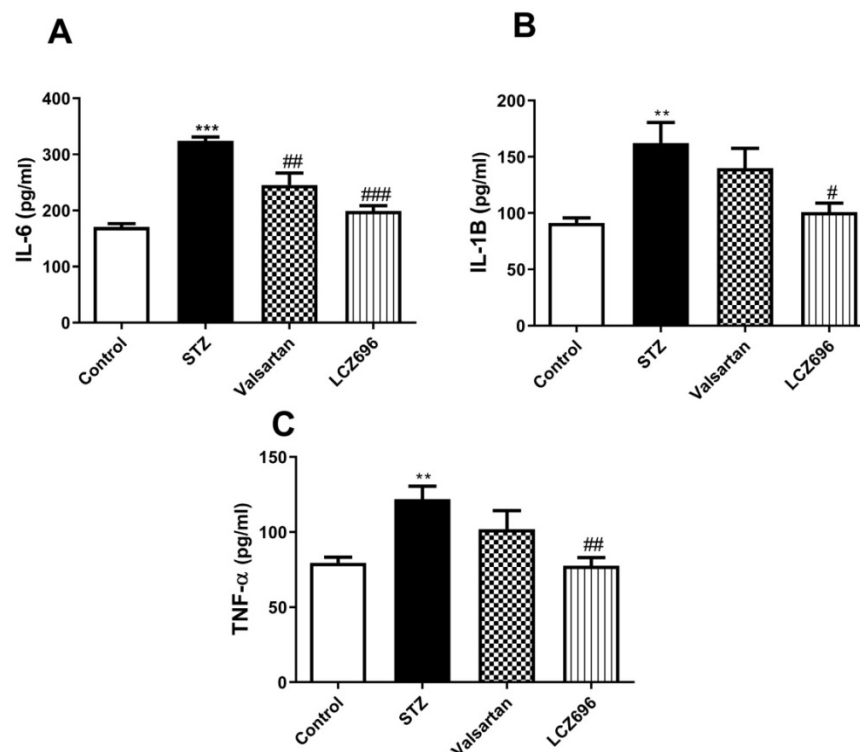 A
IL-6 (pg/ml)
400
300
200
100
0
***
##
###
Control
STZ
Valsartan
LCZ696
B
IL-1B (pg/ml)
200
150
100
50
0
**
#
Control
STZ
Valsartan
LCZ696
C
TNF-α (pg/ml)
150
100
50
0
**
##
Control
STZ
Valsartan
LCZ696